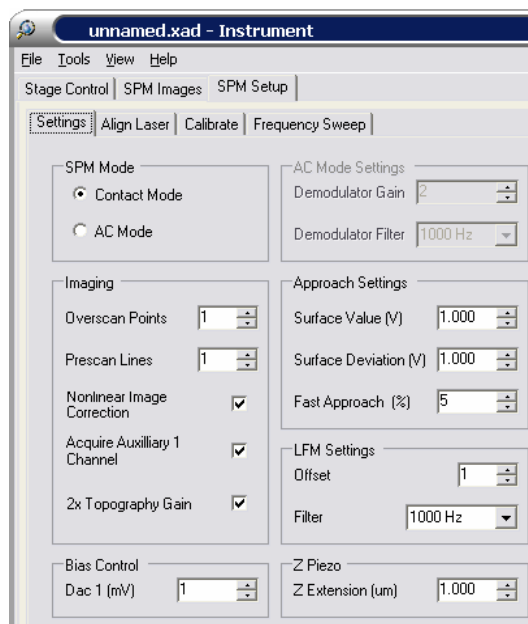 unnamed.xad - Instrument
File Tools View Help
Stage Control SPM Images SPM Setup
Settings Align Laser Calibrate Frequency Sweep
SPM Mode
Contact Mode
AC Mode
AC Mode Settings
Demodulator Gain 2
Demodulator Filter 1000 Hz
Imaging
Overscan Points 1
Prescan Lines 1
Nonlinear Image
Correction
Acquire Auxilliary 1
Channel
2x Topography Gain
Approach Settings
Surface Value (V) 1.000
Surface Deviation (V) 1.000
Fast Approach (%) 5
LFM Settings
Offset 1
Filter 1000 Hz
Bias Control
Dac 1 (mV) 1
Z Piezo
Z Extension (um) 1.000